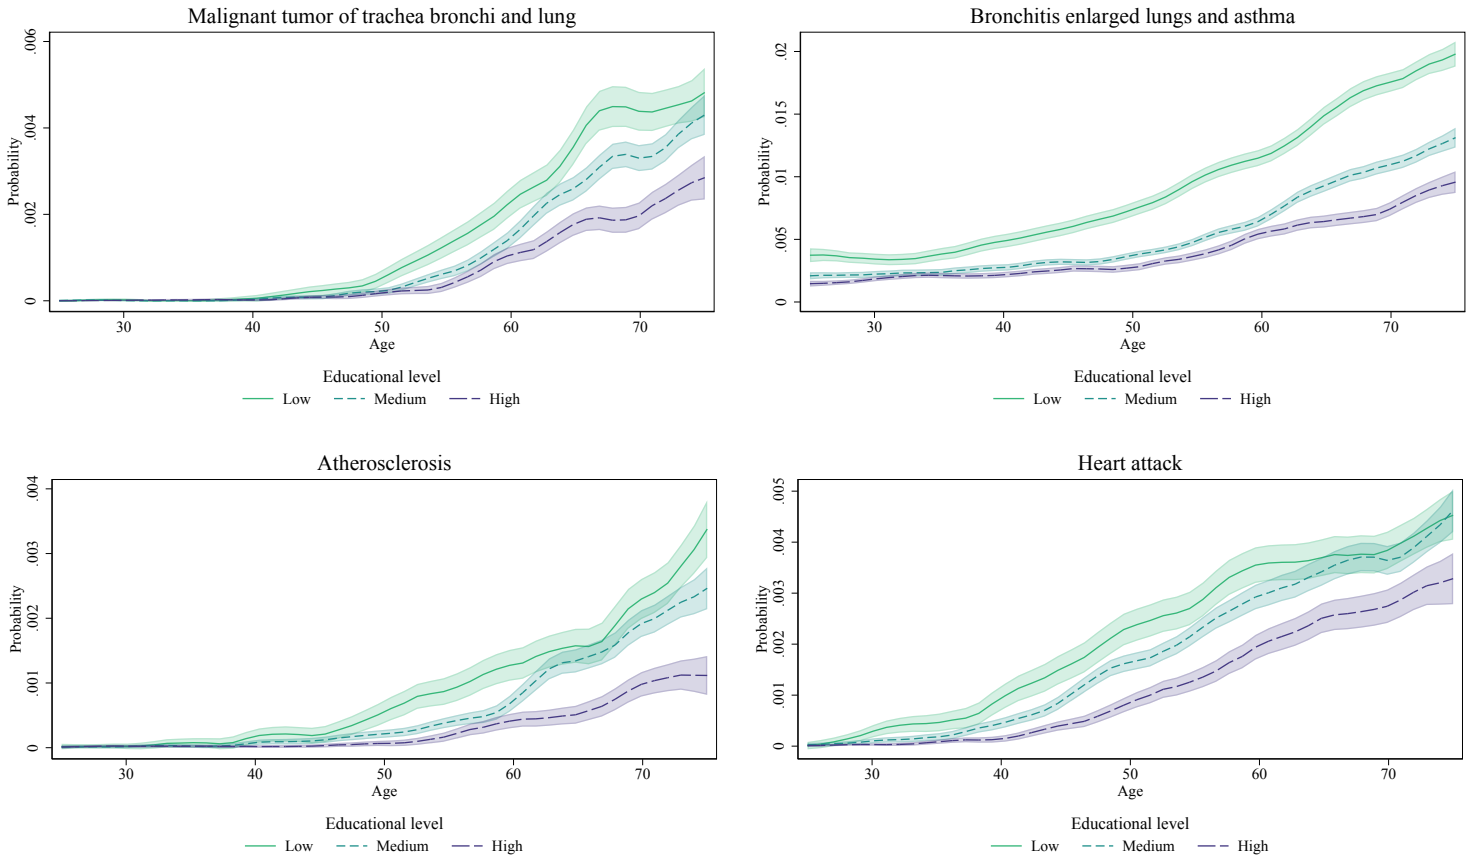 Malignant tumor of trachea bronchi and lung
Probability
0 .002 .004 .006
30 40 50 60 70
Age
Educational level
Low Medium High
Bronchitis enlarged lungs and asthma
Probability
0 .005 .01 .015 .02
30 40 50 60 70
Age
Educational level
Low Medium High
Atherosclerosis
Probability
0 .001 .002 .003 .004
30 40 50 60 70
Age
Educational level
Low Medium High
Heart attack
Probability
0 .001 .002 .003 .004 .005
30 40 50 60 70
Age
Educational level
Low Medium High